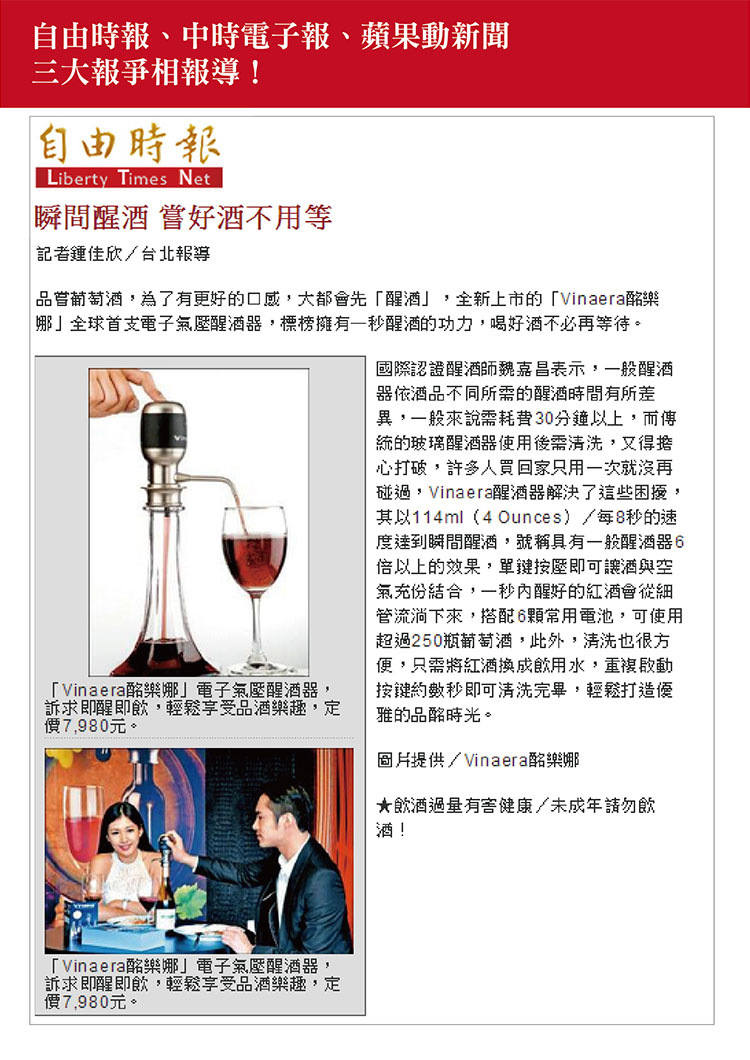 自由時報、中時電子報、蘋果動新聞
三大報爭相報導！
自由時報
Liberty Times Net
瞬間醒酒 嘗好酒不用等
記者鍾佳欣／台北報導
品嘗葡萄酒，為了有更好的口感，大都會先「醒酒」，全新上市的「Vinaera酩樂
娜」全球首支電子氣壓醒酒器，標榜擁有一秒醒酒的功力，喝好酒不必再等待。
國際認證醒酒師魏嘉昌表示，一般醒酒
器依酒品不同所需的醒酒時間有所差
異，一般來說需耗費30分鐘以上，而傳
統的玻璃醒酒器使用後需清洗，又得擔
心打破，許多人買回家只用一次就沒再
碰過，Vinaera醒酒器解決了這些困擾，
其以114ml（4 Ounces）／每8秒的速
度達到瞬間醒酒，號稱具有一般醒酒器6
倍以上的效果，單鍵按壓即可讓酒與空
氣充份結合，一秒內醒好的紅酒會從細
管流淌下來，搭配6顆常用電池，可使用
超過250瓶葡萄酒，此外，清洗也很方
便，只需將紅酒換成飲用水，重複啟動
按鍵約數秒即可清洗完畢，輕鬆打造優
雅的品酩時光。
圖片提供／Vinaera酩樂娜
★飲酒過量有害健康／未成年請勿飲
酒！
「Vinaera酩樂娜」電子氣壓醒酒器，
訴求即醒即飲，輕鬆享受品酒樂趣，定
價7,980元。
「Vinaera酩樂娜」電子氣壓醒酒器，
訴求即醒即飲，輕鬆享受品酒樂趣，定
價7,980元。